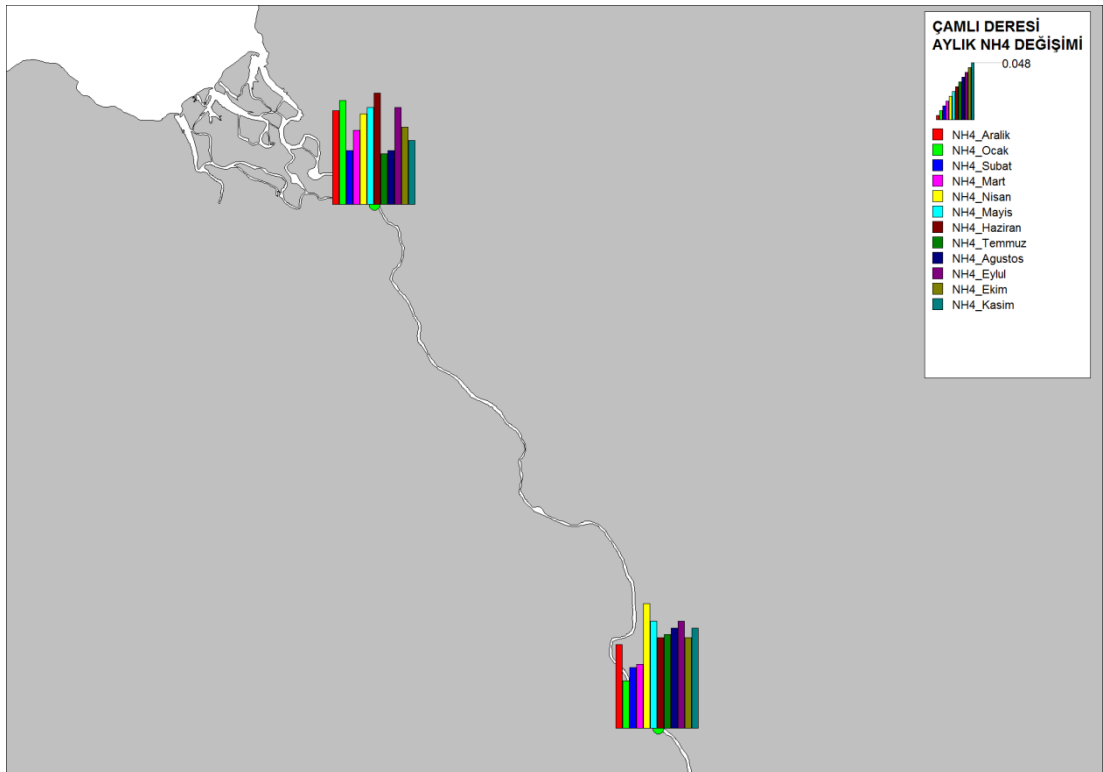 ÇAMLI DERESİ
AYLIK NH4 DEĞİŞİMİ
0.048
NH4_Aralik
NH4_Ocak
NH4_Subat
NH4_Mart
NH4_Nisan
NH4_Mayis
NH4_Haziran
NH4_Temmuz
NH4_Agustos
NH4_Eylul
NH4_Ekim
NH4_Kasim